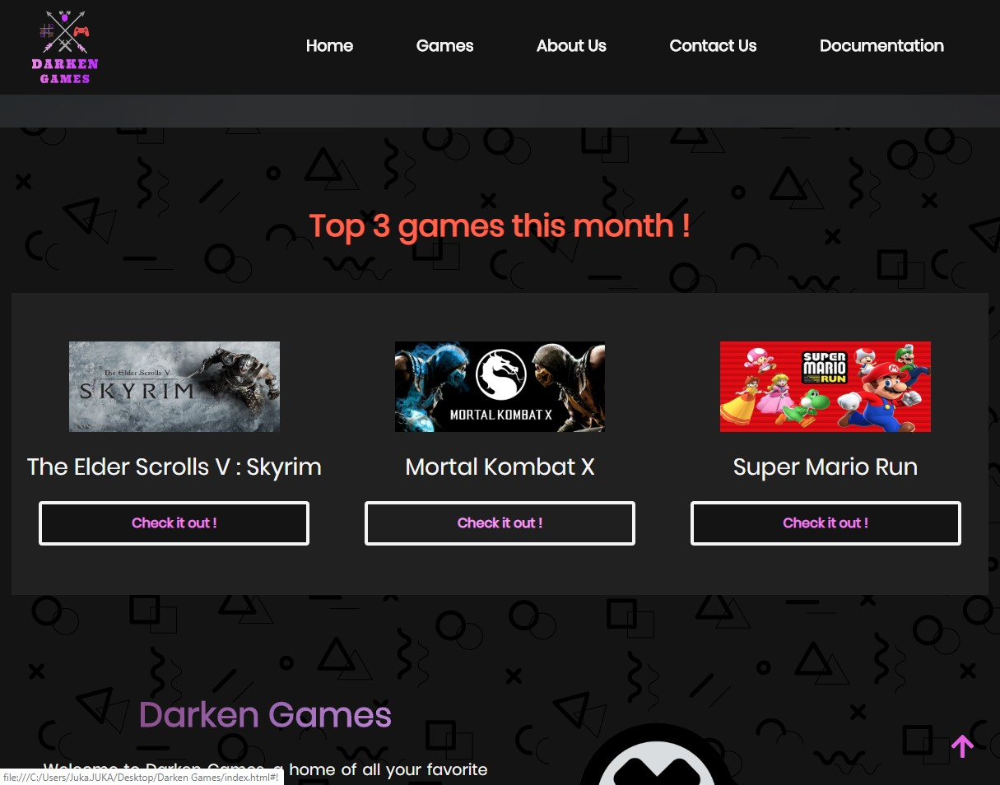 DARKEN
GAMES
Home Games About Us Contact Us Documentation
Top 3 games this month !
The Elder Scrolls V
SKYRIM
MORTAL KOMBAT X
SUPER
MARIO
RUN
The Elder Scrolls V : Skyrim
Mortal Kombat X
Super Mario Run
Check it out !
Check it out !
Check it out !
Darken Games
Welcome to Darken Games, a home of all your favorite
file:///C:/Users/Juka.JUKA/Desktop/Darken Games/index.html#!